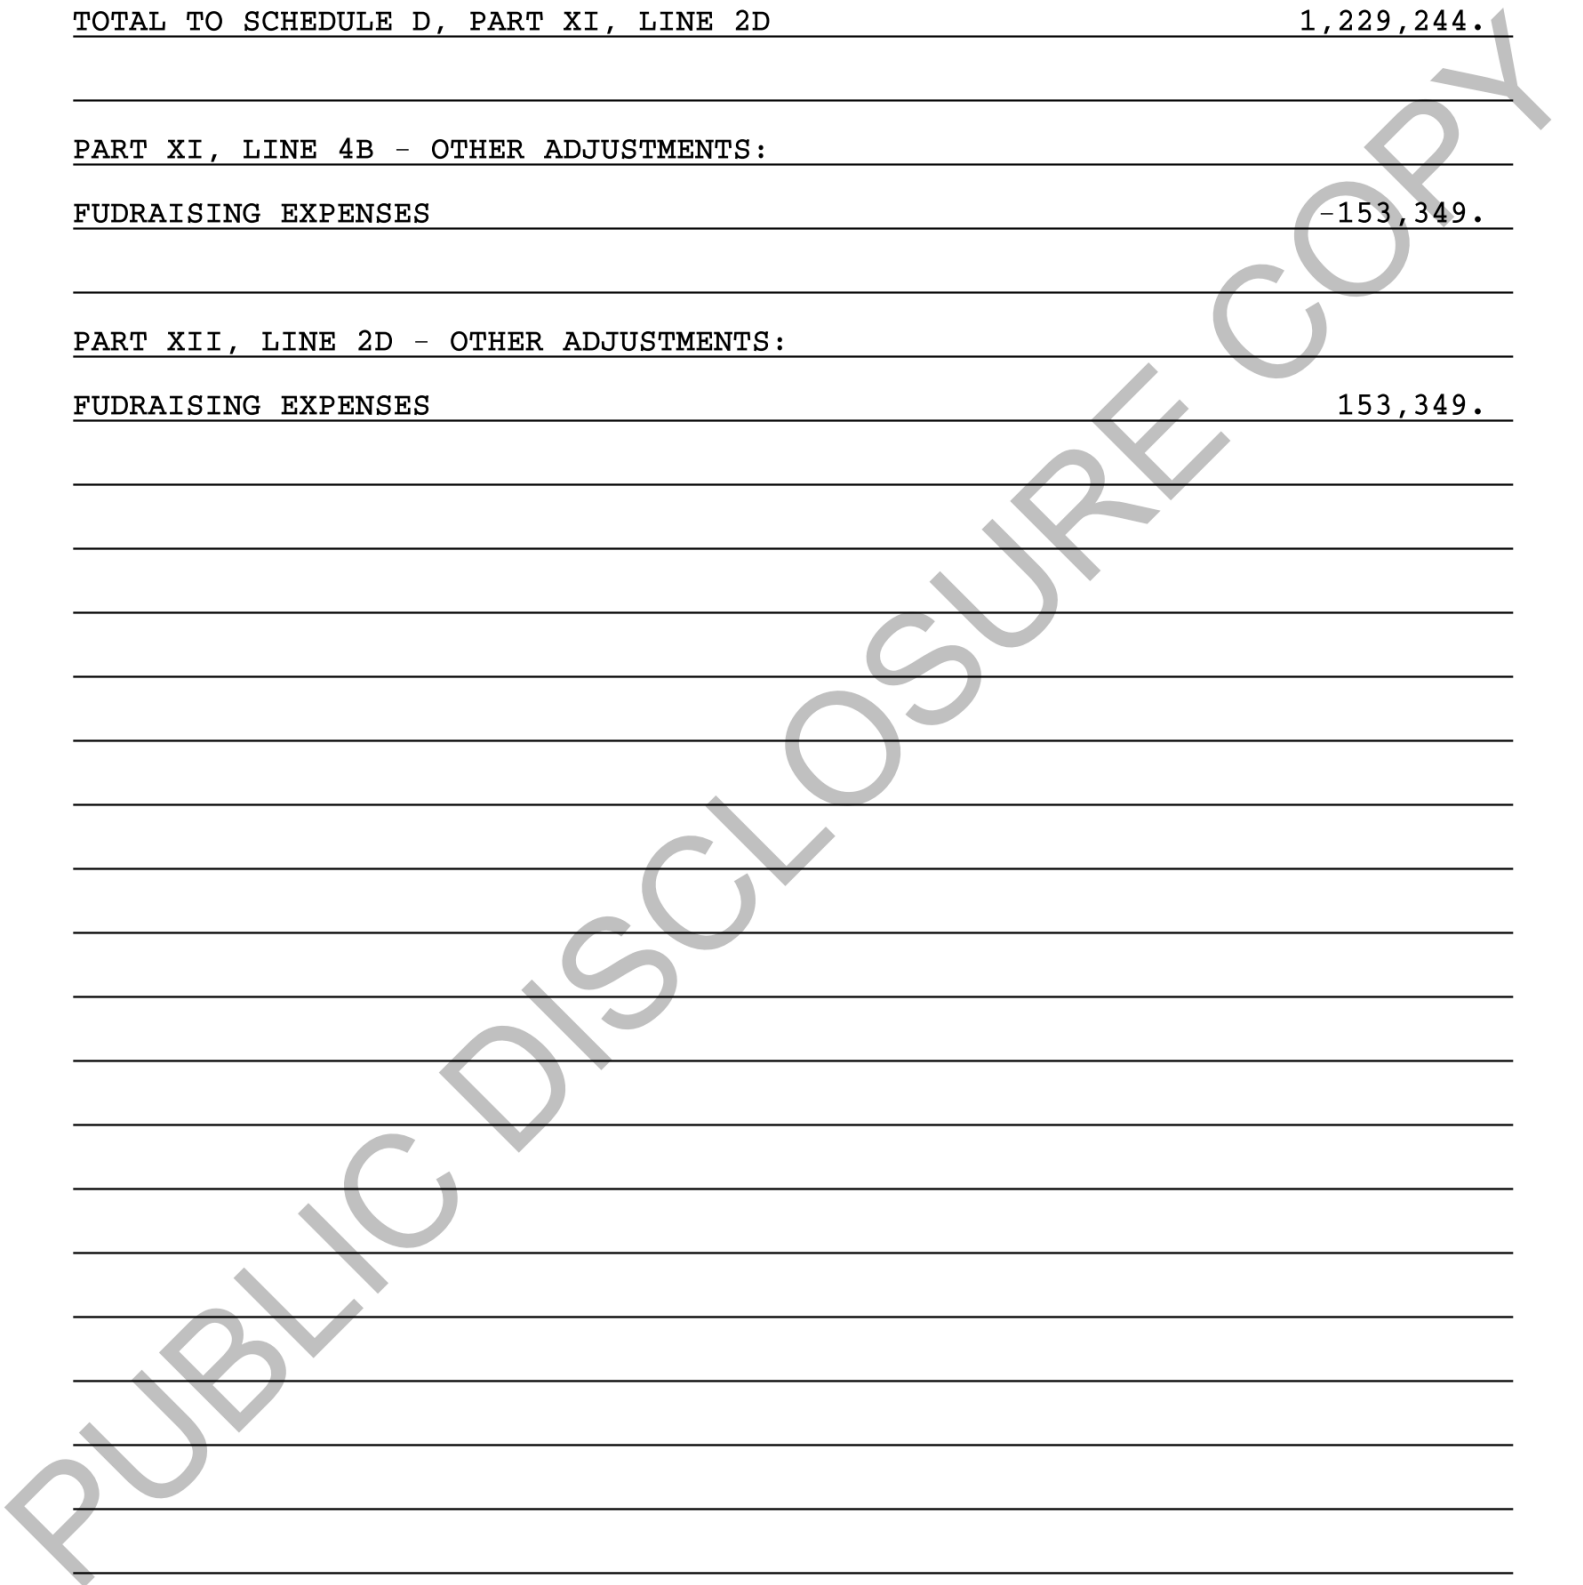 TOTAL TO SCHEDULE D, PART XI, LINE 2D 1,229,244.
PART XI, LINE 4B - OTHER ADJUSTMENTS:
FUDRAISING EXPENSES -153,349.
PART XII, LINE 2D - OTHER ADJUSTMENTS:
FUDRAISING EXPENSES 153,349.
PUBLIC DISCLOSURE COPY